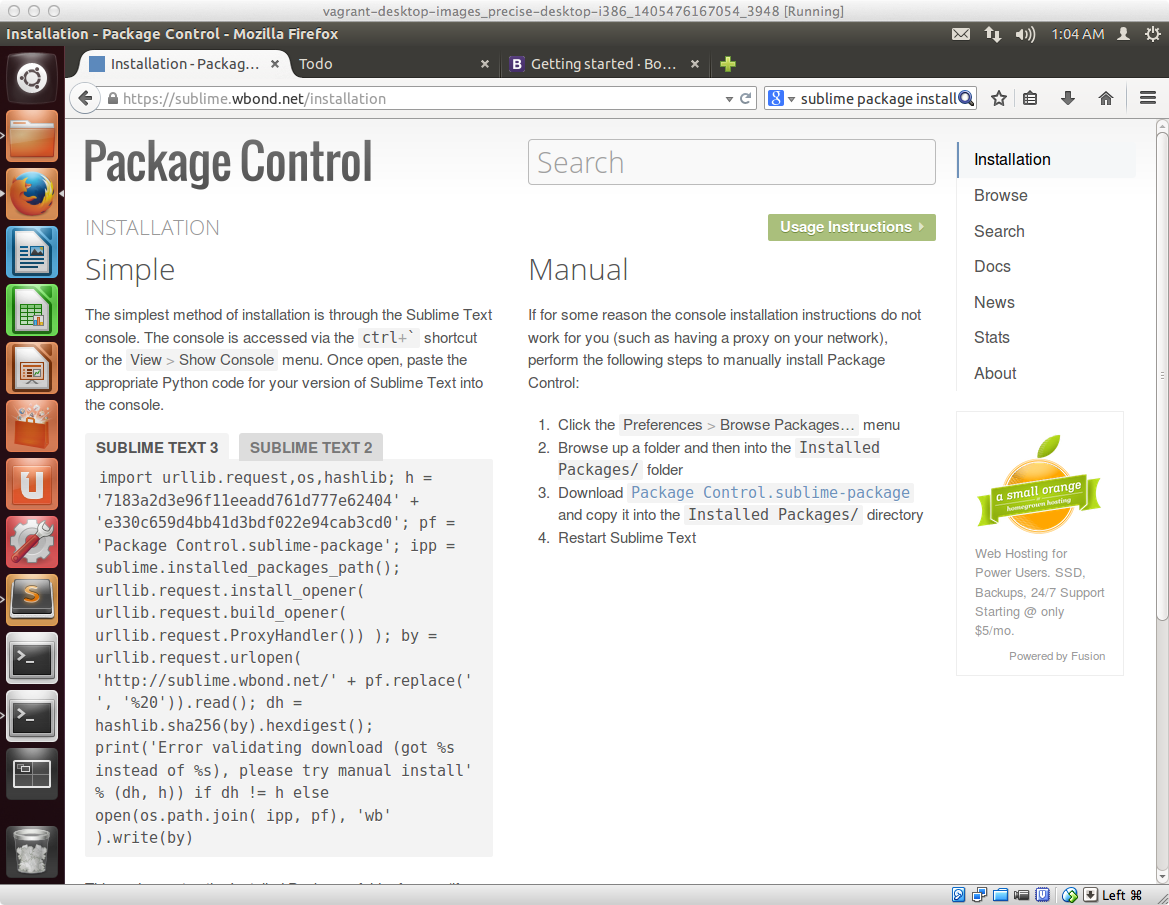 vagrant-desktop-images_precise-desktop-i386_1405476167054_3948 [Running]
Installation - Package Control - Mozilla Firefox
1:04 AM
Installation - Packag...
Todo
B Getting started · Bo...
https://sublime.wbond.net/installation
8 sublime package install
Package Control
Search
INSTALLATION
Usage Instructions
Simple
The simplest method of installation is through the Sublime Text
console. The console is accessed via the ctrl+` shortcut
or the View > Show Console menu. Once open, paste the
appropriate Python code for your version of Sublime Text into
the console.
SUBLIME TEXT 3
SUBLIME TEXT 2
import urllib.request,os,hashlib; h =
'7183a2d3e96f11eeadd761d777e62404' +
'e330c659d4bb41d3bdf022e94cab3cd0'; pf =
'Package Control.sublime-package'; ipp =
sublime.installed_packages_path();
urllib.request.install_opener(
urllib.request.build_opener(
urllib.request.ProxyHandler()) ); by =
urllib.request.urlopen(
'http://sublime.wbond.net/' + pf.replace('
', '%20')).read(); dh =
hashlib.sha256(by).hexdigest();
print('Error validating download (got %s
instead of %s), please try manual install'
% (dh, h)) if dh != h else
open(os.path.join( ipp, pf), 'wb'
).write(by)
Manual
If for some reason the console installation instructions do not
work for you (such as having a proxy on your network),
perform the following steps to manually install Package
Control:
1. Click the Preferences > Browse Packages… menu
2. Browse up a folder and then into the Installed
Packages/ folder
3. Download Package Control.sublime-package
and copy it into the Installed Packages/ directory
4. Restart Sublime Text
Installation
Browse
Search
Docs
News
Stats
About
a small orange
homegrown hosting
Web Hosting for
Power Users. SSD,
Backups, 24/7 Support
Starting @ only
$5/mo.
Powered by Fusion
Left ⌘